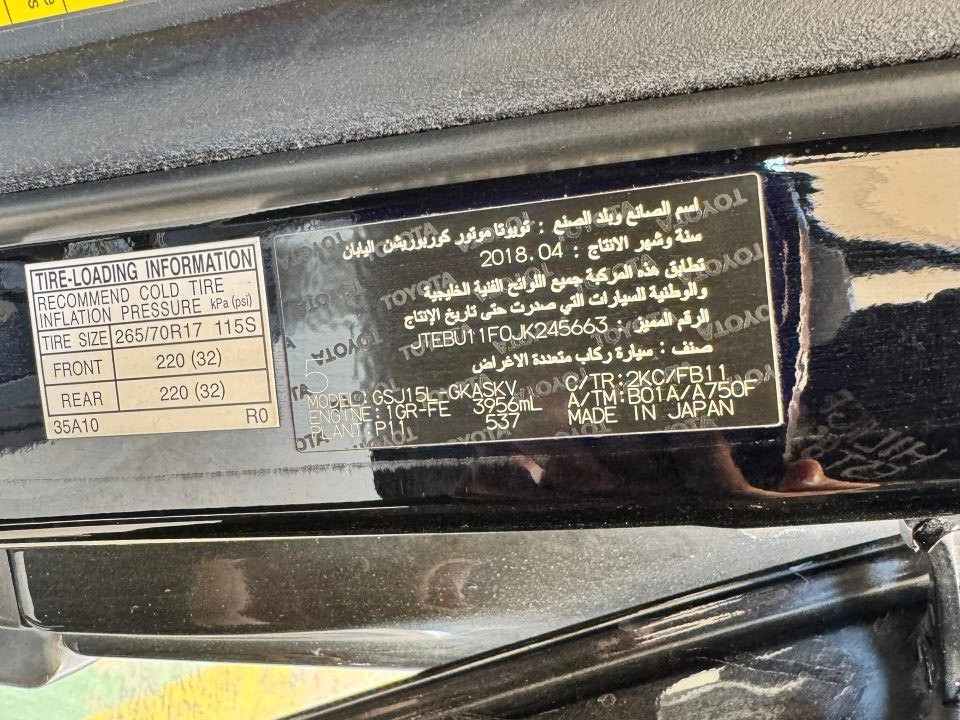 TIRE-LOADING INFORMATION
RECOMMEND COLD TIRE
INFLATION PRESSURE kPa (psi)
TIRE SIZE 265/70R17 115S
FRONT 220 (32)
REAR 220 (32)
35A10 R0
اسم الصانع وبلد الصنع : تويوتا موتور كوربوريشن اليابان
سنة وشهر الانتاج : 2018.04
تطابق هذه المركبة جميع اللوائح الفنية الخليجية
والوطنية للسيارات التي صدرت حتى تاريخ الإنتاج
الرقم المميز : JTEBU11F0JK245663
صنف : سيارة ركاب متعددة الاغراض
5
MODEL:GSJ15L-GKASKV C/TR:2KC/FB11
ENGINE:1GR-FE 3956mL A/TM:B01A/A750F
PLANT:P11 537 MADE IN JAPAN
TOYOTA